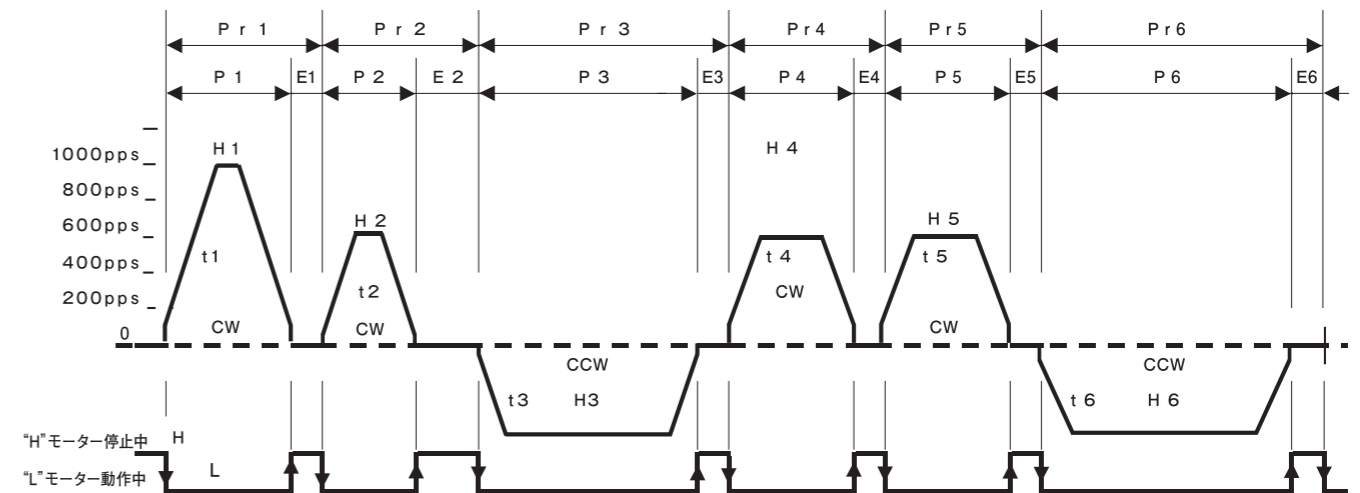 Pr1 Pr2 Pr3 Pr4 Pr5 Pr6
P1 E1 P2 E2 P3 E3 P4 E4 P5 E5 P6 E6
1000pps H1 H4
800pps
600pps H2 H5
400pps t1 t4 t5
200pps t2 CW
0 CW CW CW
CCW CCW
t3 H3 t6 H6
“H”モーター停止中 H
“L”モーター動作中 L